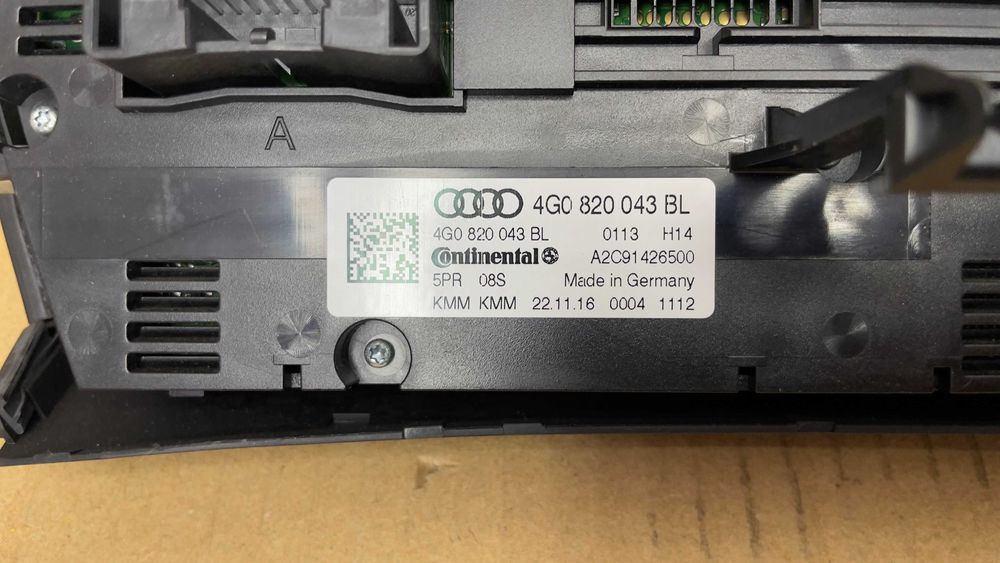 A
4G0 820 043 BL
4G0 820 043 BL 0113 H14
Continental A2C91426500
5PR 08S Made in Germany
KMM KMM 22.11.16 0004 1112